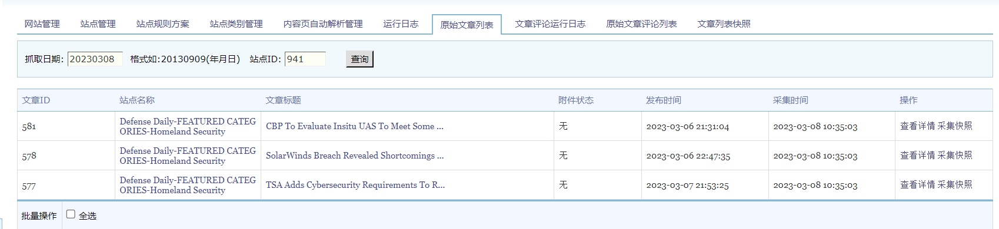 网站管理 站点管理 站点规则方案 站点类别管理 内容页自动解析管理 运行日志 原始文章列表 文章评论运行日志 原始文章评论列表 文章列表快照
抓取日期: 20230308 格式如:20130909(年月日) 站点ID: 941 查询
文章ID 站点名称 文章标题 附件状态 发布时间 采集时间 操作
581 Defense Daily-FEATURED CATEG
ORIES-Homeland Security CBP To Evaluate Insitu UAS To Meet Some ... 无 2023-03-06 21:31:04 2023-03-08 10:35:03 查看详情 采集快照
578 Defense Daily-FEATURED CATEG
ORIES-Homeland Security SolarWinds Breach Revealed Shortcomings ... 无 2023-03-06 22:47:35 2023-03-08 10:35:03 查看详情 采集快照
577 Defense Daily-FEATURED CATEG
ORIES-Homeland Security TSA Adds Cybersecurity Requirements To R... 无 2023-03-07 21:53:25 2023-03-08 10:35:03 查看详情 采集快照
批量操作 全选